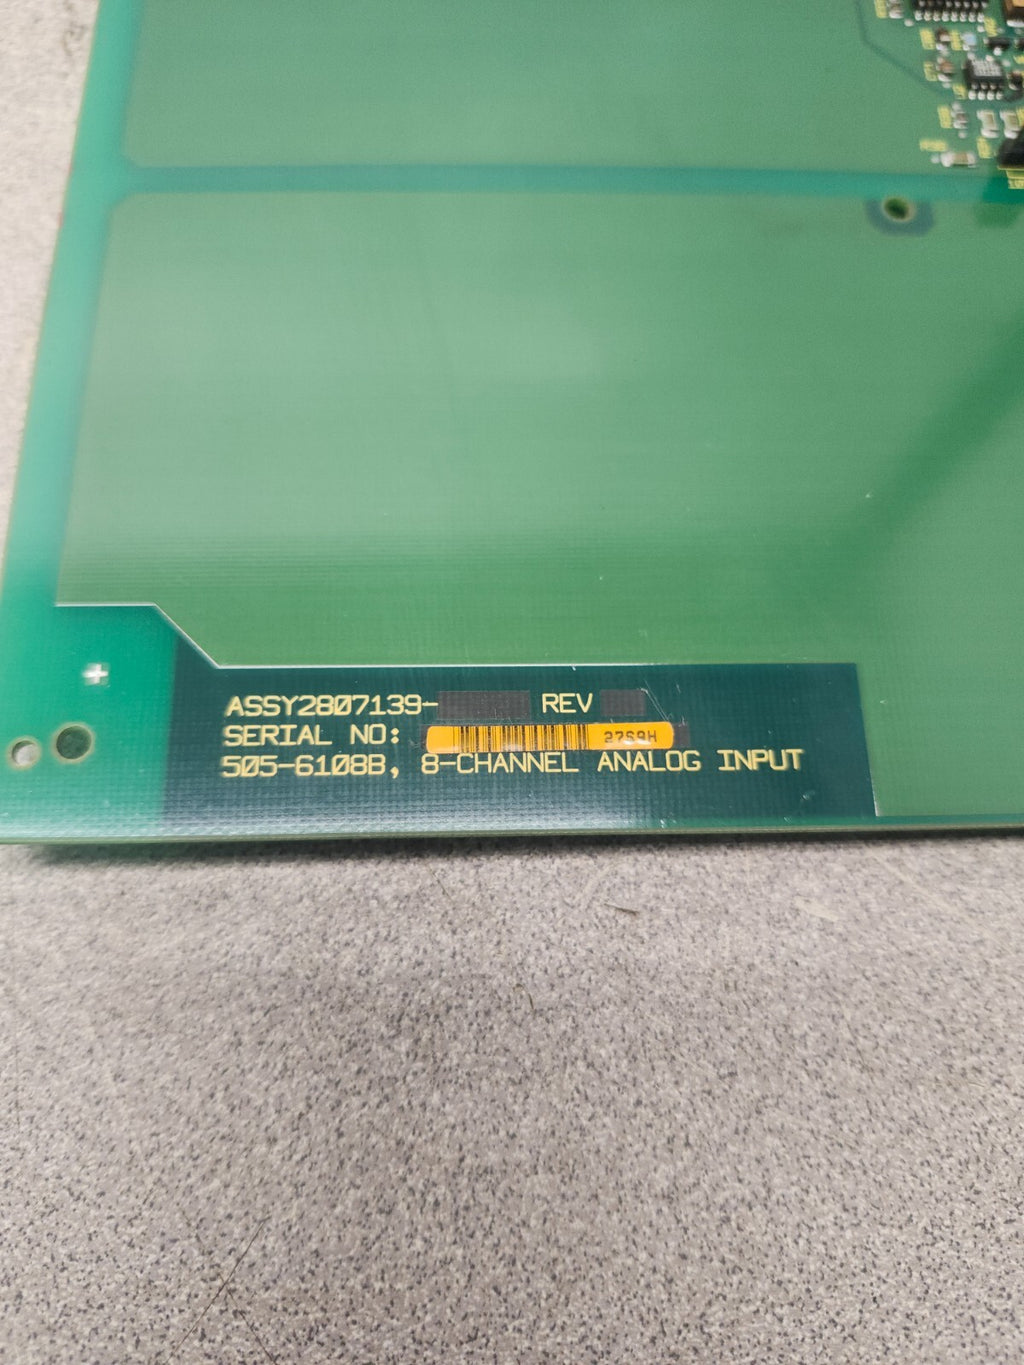 ASSY2807139- REV
SERIAL NO:
505-6108B, 8-CHANNEL ANALOG INPUT